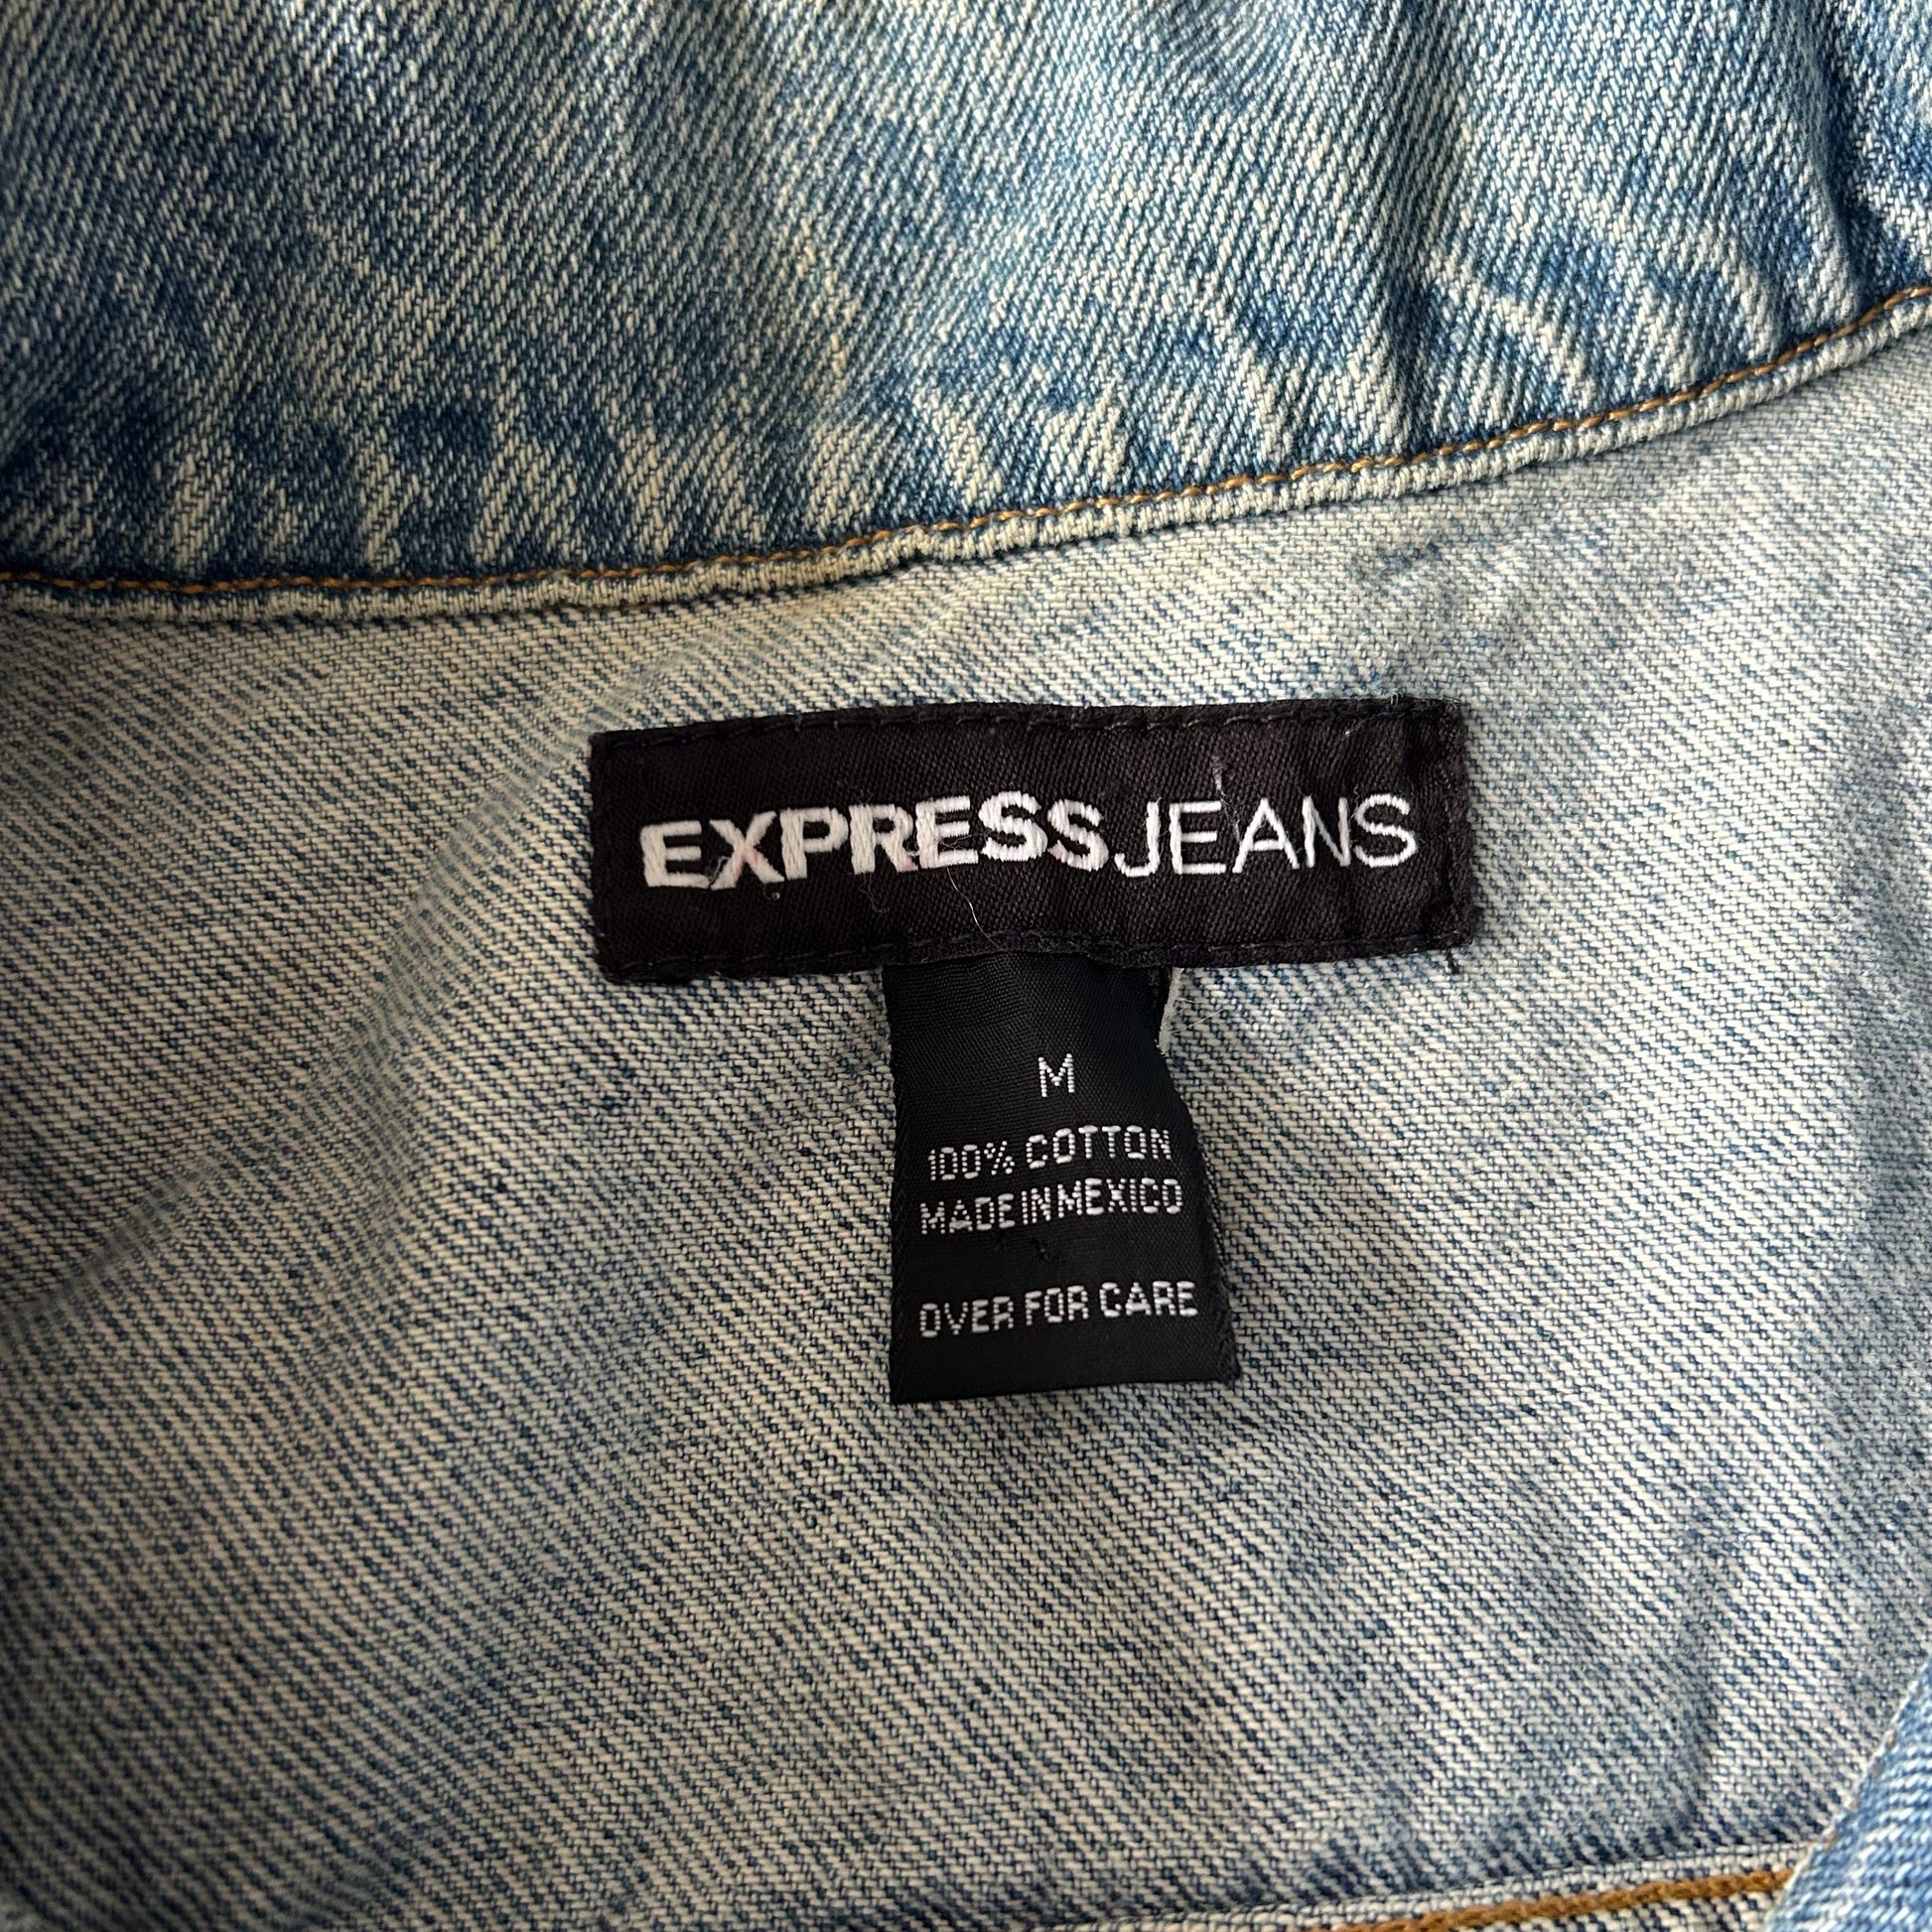 EXPRESSJEANS
M
100% COTTON
MADE IN MEXICO
OVER FOR CARE